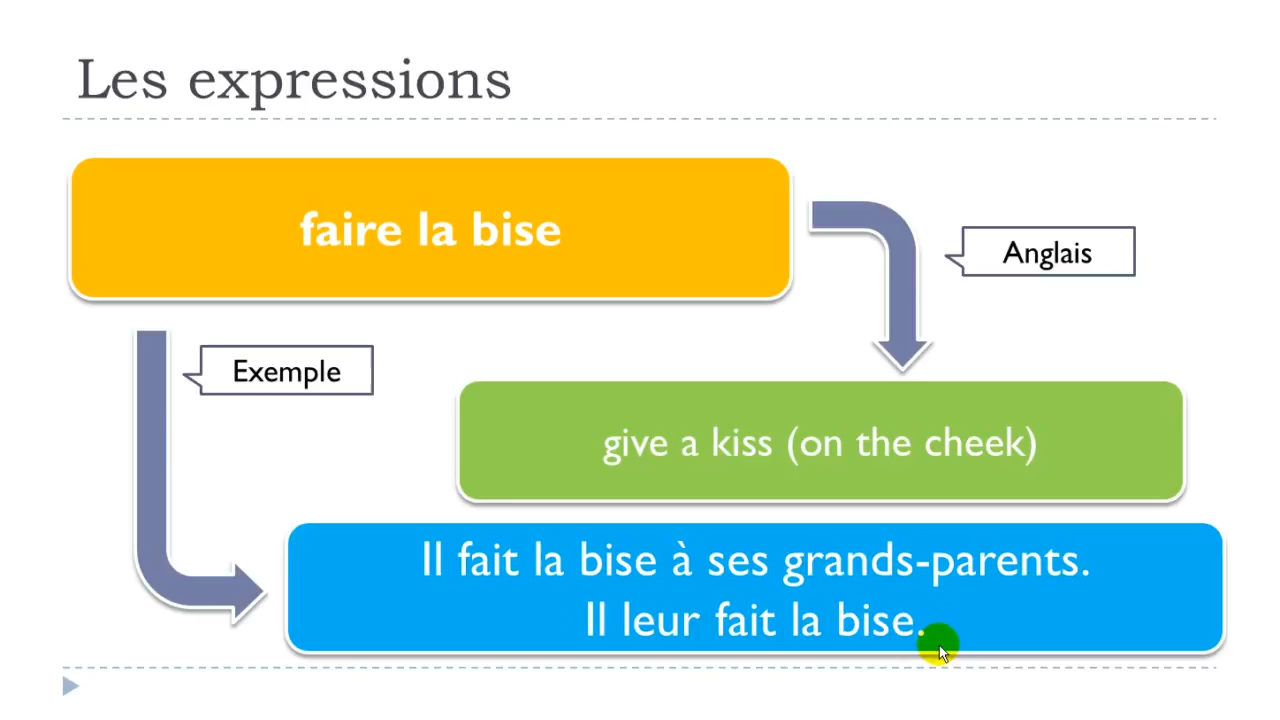 Les expressions
faire la bise
Anglais
Exemple
give a kiss (on the cheek)
Il fait la bise à ses grands-parents.
Il leur fait la bise.